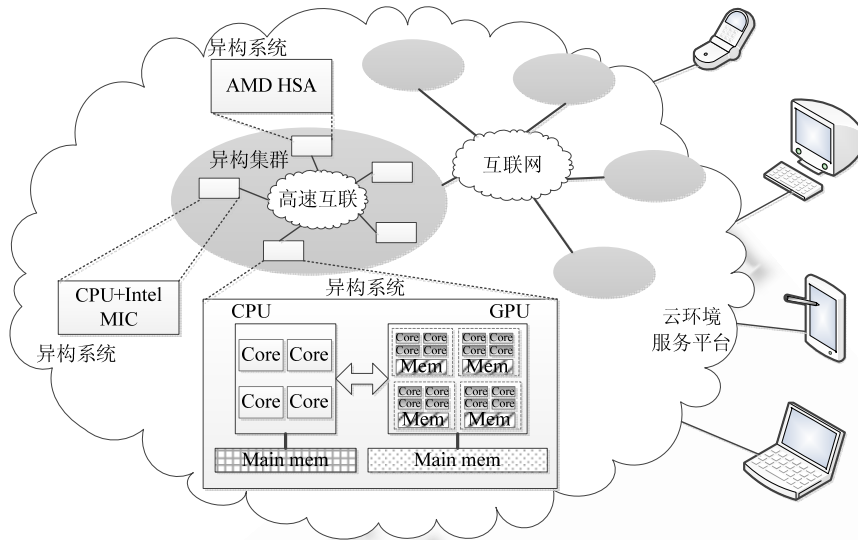 异构系统
AMD HSA
异构集群
高速互联
互联网
CPU+Intel
MIC
异构系统
异构系统
CPU
GPU
Core Core
Core Core
Core Core
Core Core
Mem
Core Core
Core Core
Mem
Core Core
Core Core
Mem
Core Core
Core Core
Mem
Main mem
Main mem
云环境
服务平台